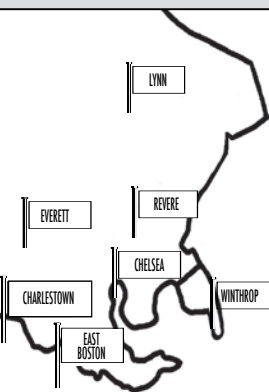 LYNN
REVERE
EVERETT
CHELSEA
WINTHROP
CHARLESTOWN
EAST
BOSTON